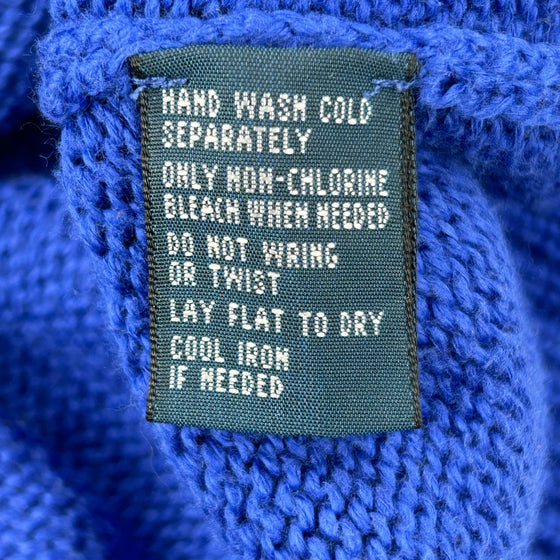 HAND WASH COLD
SEPARATELY
ONLY NON-CHLORINE
BLEACH WHEN NEEDED
DO NOT WRING
OR TWIST
LAY FLAT TO DRY
COOL IRON
IF NEEDED